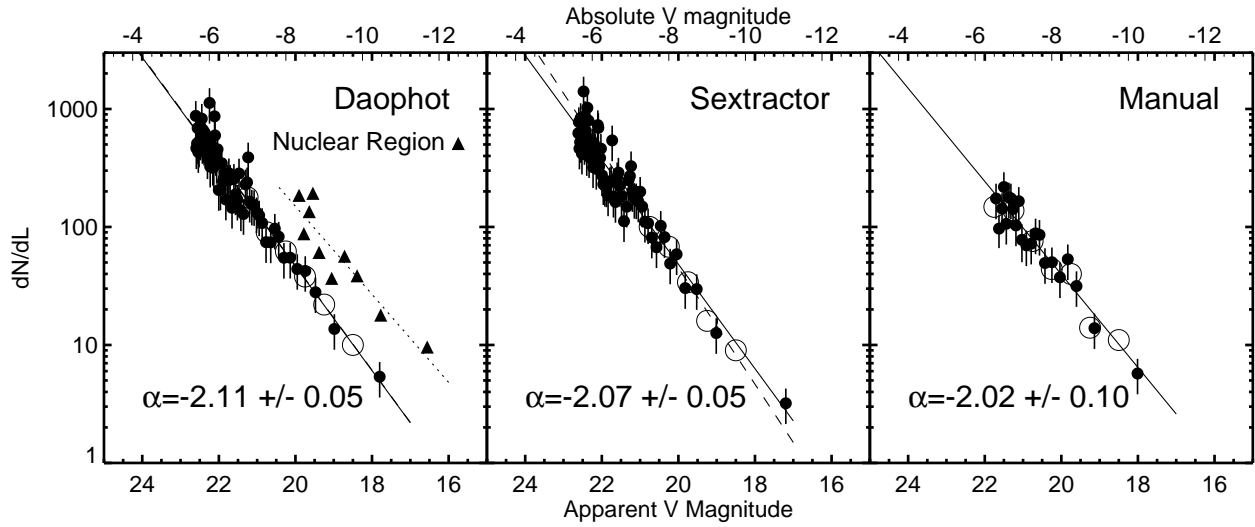 Absolute V magnitude
-4 -6 -8 -10 -12 -4 -6 -8 -10 -12 -4 -6 -8 -10 -12
Daophot
Sextractor
Manual
Nuclear Region
dN/dL
1000
100
10
1
α=-2.11 +/- 0.05
α=-2.07 +/- 0.05
α=-2.02 +/- 0.10
24 22 20 18 16 24 22 20 18 16 24 22 20 18 16
Apparent V Magnitude